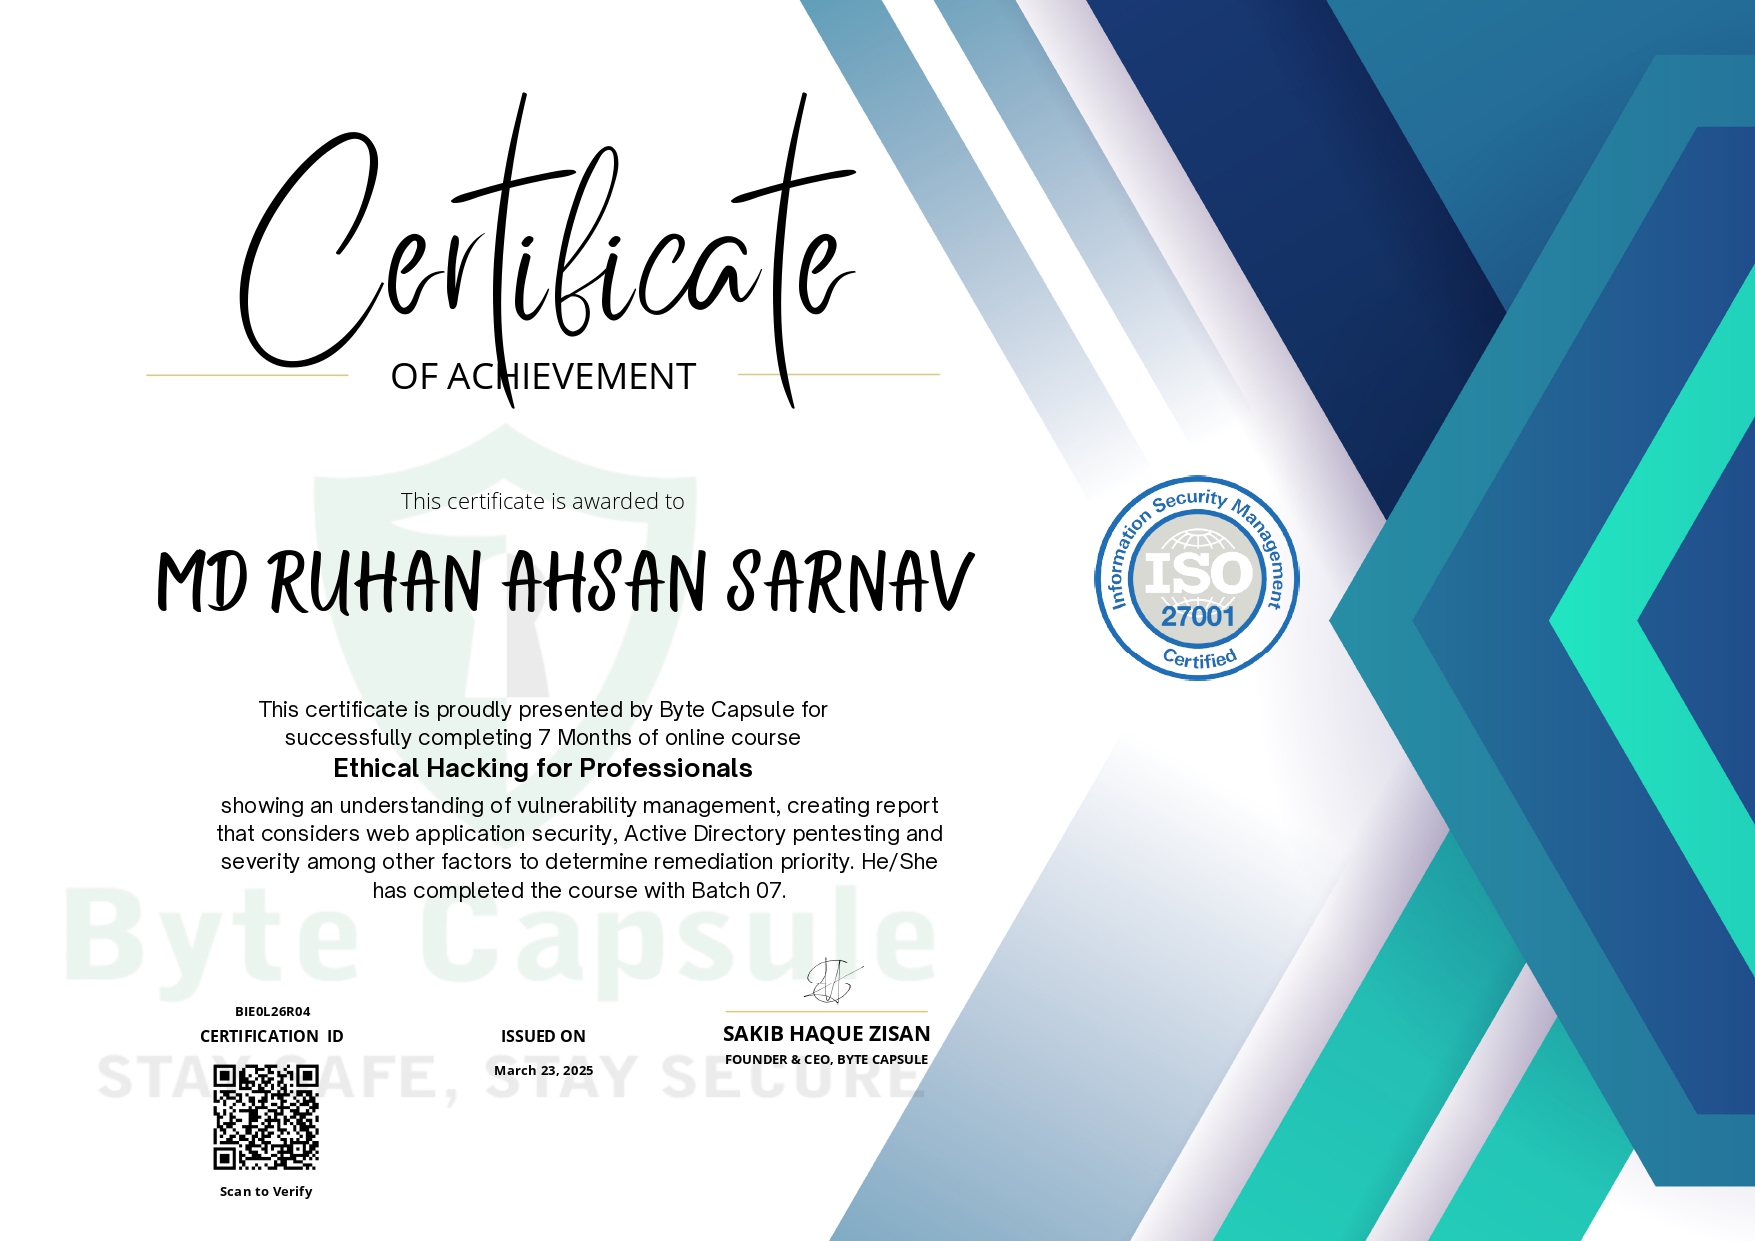 Certificate
OF ACHIEVEMENT
This certificate is awarded to
MD RUHAN AHSAN SARNAV
Information Security Management
ISO
27001
Certified
This certificate is proudly presented by Byte Capsule for
successfully completing 7 Months of online course
Ethical Hacking for Professionals
showing an understanding of vulnerability management, creating report
that considers web application security, Active Directory pentesting and
severity among other factors to determine remediation priority. He/She
has completed the course with Batch 07.
Byte Capsule
BIE0L26R04
CERTIFICATION ID
ISSUED ON
March 23, 2025
SAKIB HAQUE ZISAN
FOUNDER & CEO, BYTE CAPSULE
STAY SAFE, STAY SECURE
Scan to Verify